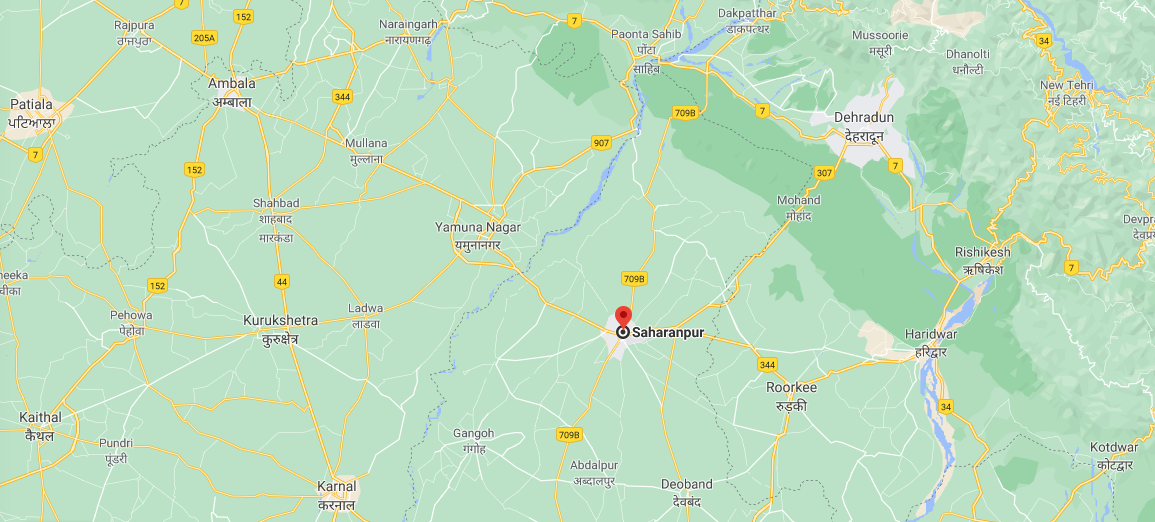 7
152
Rajpura
ਰਾਜਪੁਰਾ
205A
Naraingarh
नारायणगढ़
7
Paonta Sahib
पोंटा
साहिब
Dakpatthar
डाकपत्थर
Mussoorie
मसूरी
Dhanolti
धनौल्टी
34
New Tehri
नई टिहरी
Ambala
अम्बाला
344
Patiala
ਪਟਿਆਲਾ
7
709B
7
Dehradun
देहरादून
907
Mullana
मुल्लाना
152
307
7
Mohand
मोहांद
Shahbad
शाहबाद
मारकंडा
Yamuna Nagar
यमुनानगर
Devpra
Rishikesh
ऋषिकेश
7
709B
152
44
Pehowa
पेहोवा
Ladwa
लाडवा
Kurukshetra
कुरुक्षेत्र
Saharanpur
Haridwar
हरिद्वार
344
Roorkee
रुड़की
34
Kaithal
कैथल
Pundri
पूंडरी
Gangoh
गंगोह
709B
Abdalpur
अब्दालपुर
Deoband
देवबंद
Karnal
करनाल
Kotdwar
कोटद्वार